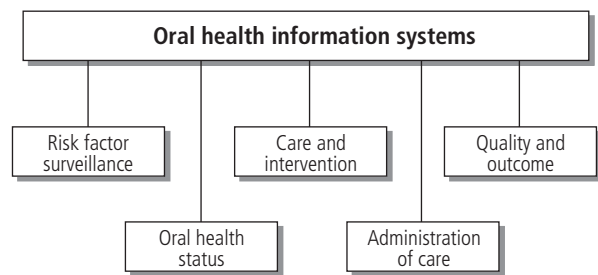 Oral health information systems
Risk factor
surveillance
Care and
intervention
Quality and
outcome
Oral health
status
Administration
of care